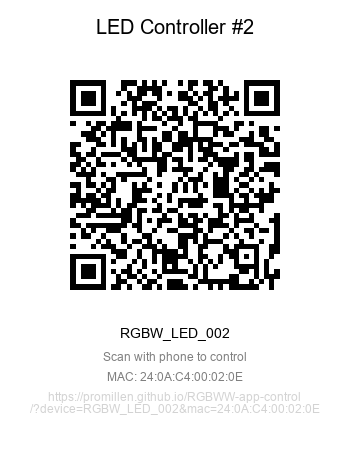 LED Controller #2
RGBW_LED_002
Scan with phone to control
MAC: 24:0A:C4:00:02:0E
https://promillen.github.io/RGBWW-app-control
/?device=RGBW_LED_002&mac=24:0A:C4:00:02:0E